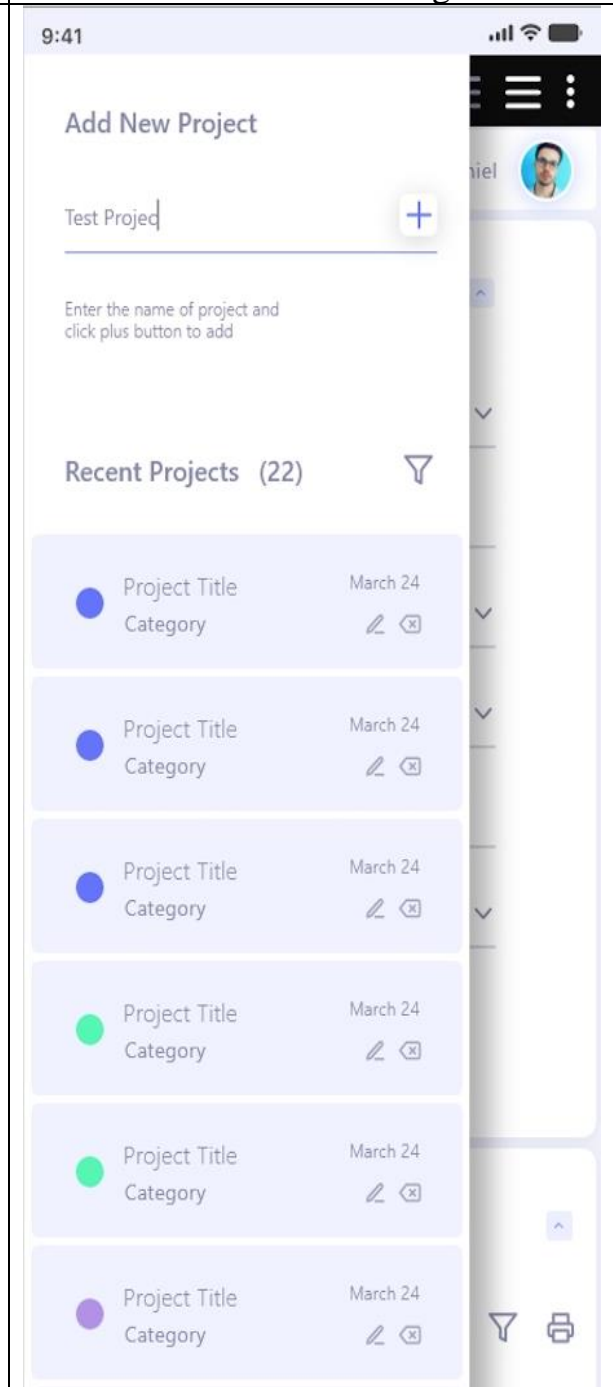 9:41
Add New Project
niel
Test Projec
Enter the name of project and
click plus button to add
Recent Projects (22)
Project Title March 24
Category
Project Title March 24
Category
Project Title March 24
Category
Project Title March 24
Category
Project Title March 24
Category
Project Title March 24
Category